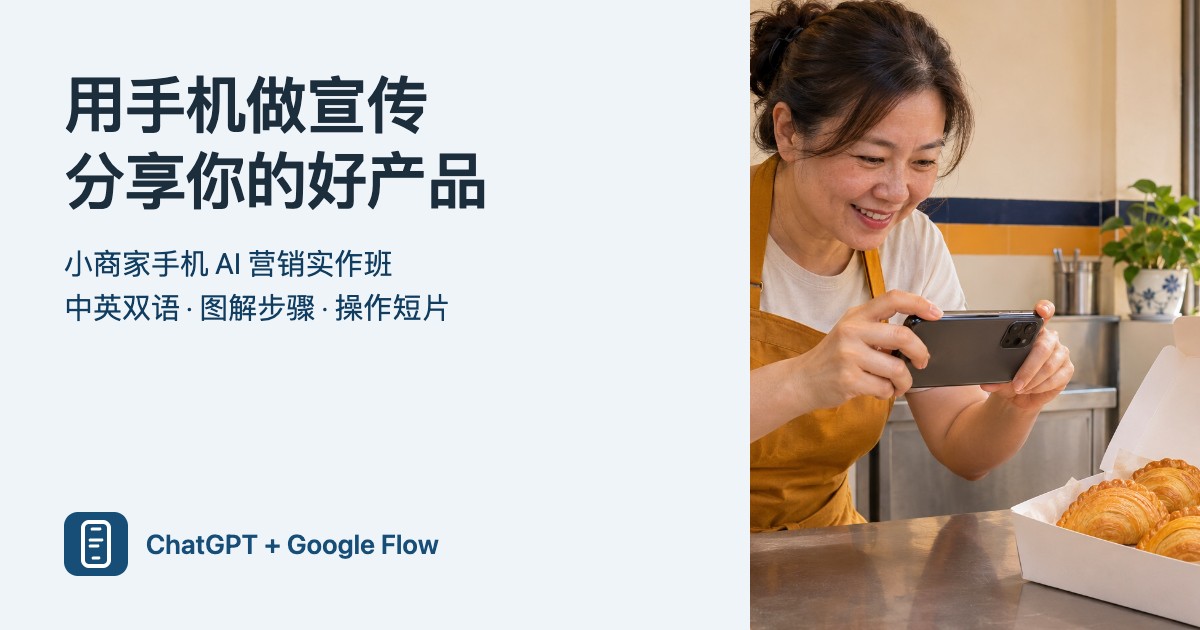 用手机做宣传
分享你的好产品
小商家手机 AI 营销实作班
中英双语 · 图解步骤 · 操作短片
ChatGPT + Google Flow